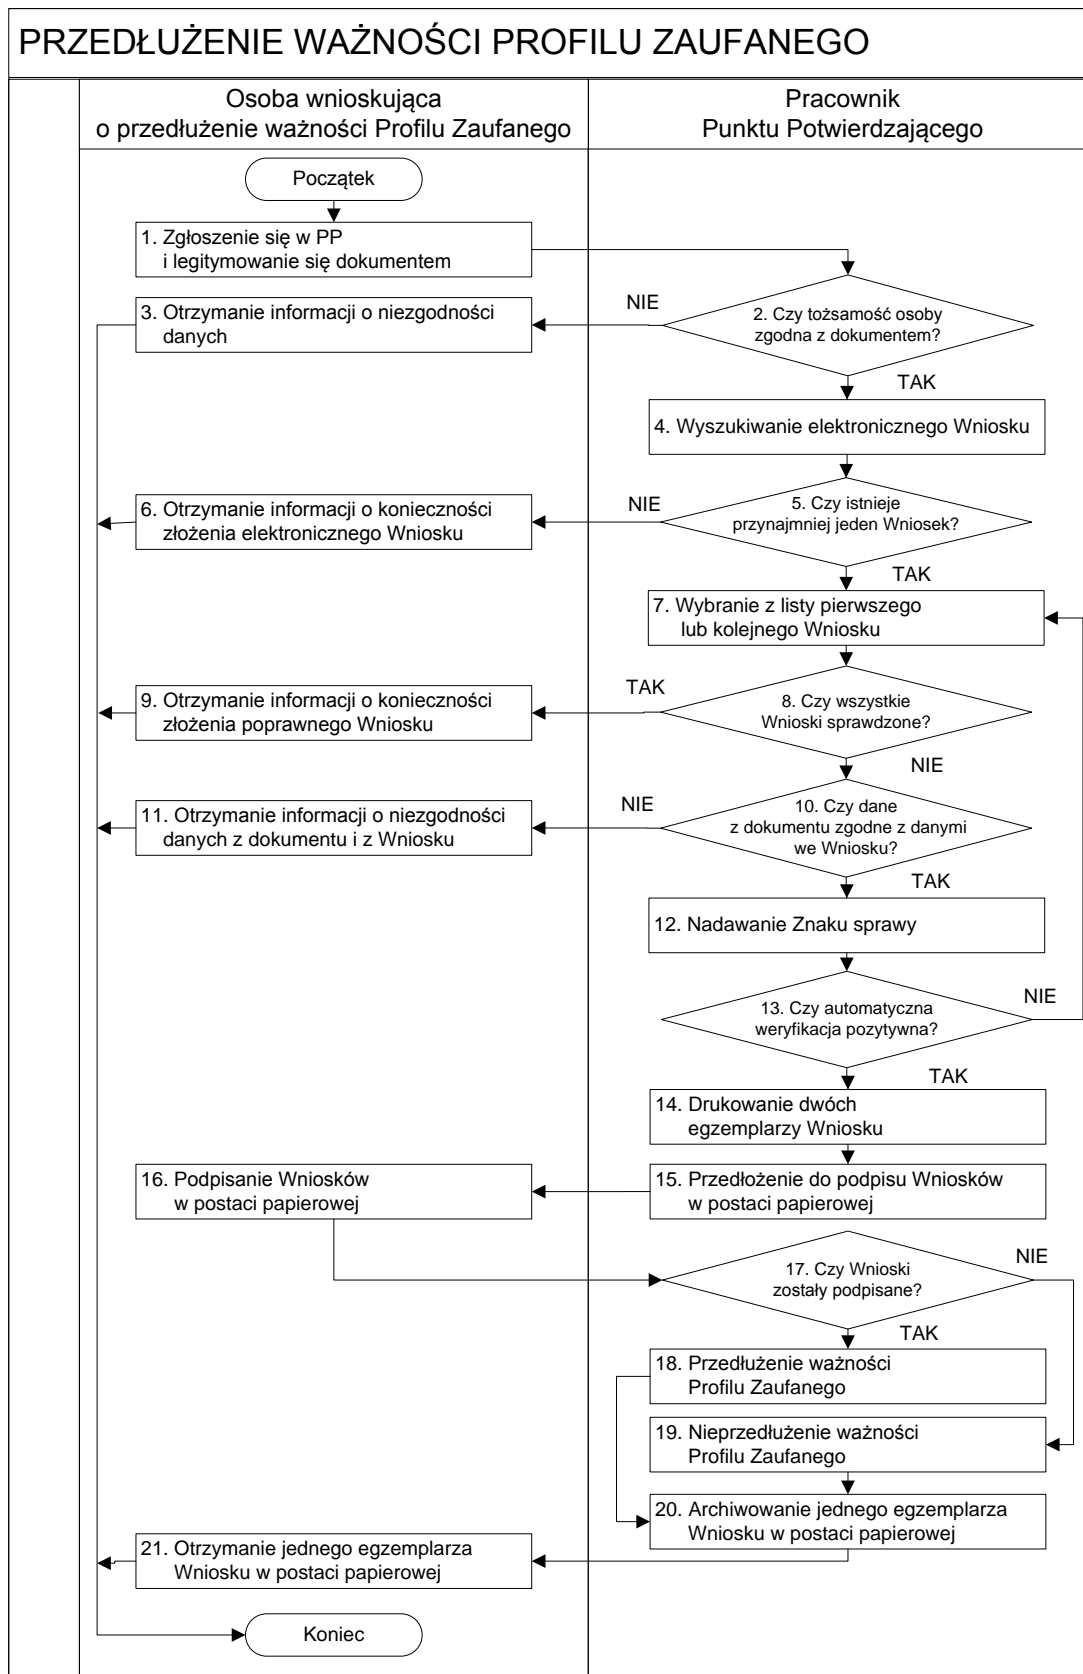 PRZEDŁUŻENIE WAŻNOŚCI PROFILU ZAUFANEGO
Osoba wnioskująca
o przedłużenie ważności Profilu Zaufanego
Pracownik
Punktu Potwierdzającego
Początek
1. Zgłoszenie się w PP
i legitymowanie się dokumentem
2. Czy tożsamość osoby
zgodna z dokumentem?
NIE
3. Otrzymanie informacji o niezgodności
danych
TAK
4. Wyszukiwanie elektronicznego Wniosku
5. Czy istnieje
przynajmniej jeden Wniosek?
NIE
6. Otrzymanie informacji o konieczności
złożenia elektronicznego Wniosku
TAK
7. Wybranie z listy pierwszego
lub kolejnego Wniosku
8. Czy wszystkie
Wnioski sprawdzone?
TAK
9. Otrzymanie informacji o konieczności
złożenia poprawnego Wniosku
NIE
10. Czy dane
z dokumentu zgodne z danymi
we Wniosku?
NIE
11. Otrzymanie informacji o niezgodności
danych z dokumentu i z Wniosku
TAK
12. Nadawanie Znaku sprawy
13. Czy automatyczna
weryfikacja pozytywna?
NIE
TAK
14. Drukowanie dwóch
egzemplarzy Wniosku
15. Przedłożenie do podpisu Wniosków
w postaci papierowej
16. Podpisanie Wniosków
w postaci papierowej
17. Czy Wnioski
zostały podpisane?
NIE
TAK
18. Przedłużenie ważności
Profilu Zaufanego
19. Nieprzedłużenie ważności
Profilu Zaufanego
20. Archiwowanie jednego egzemplarza
Wniosku w postaci papierowej
21. Otrzymanie jednego egzemplarza
Wniosku w postaci papierowej
Koniec